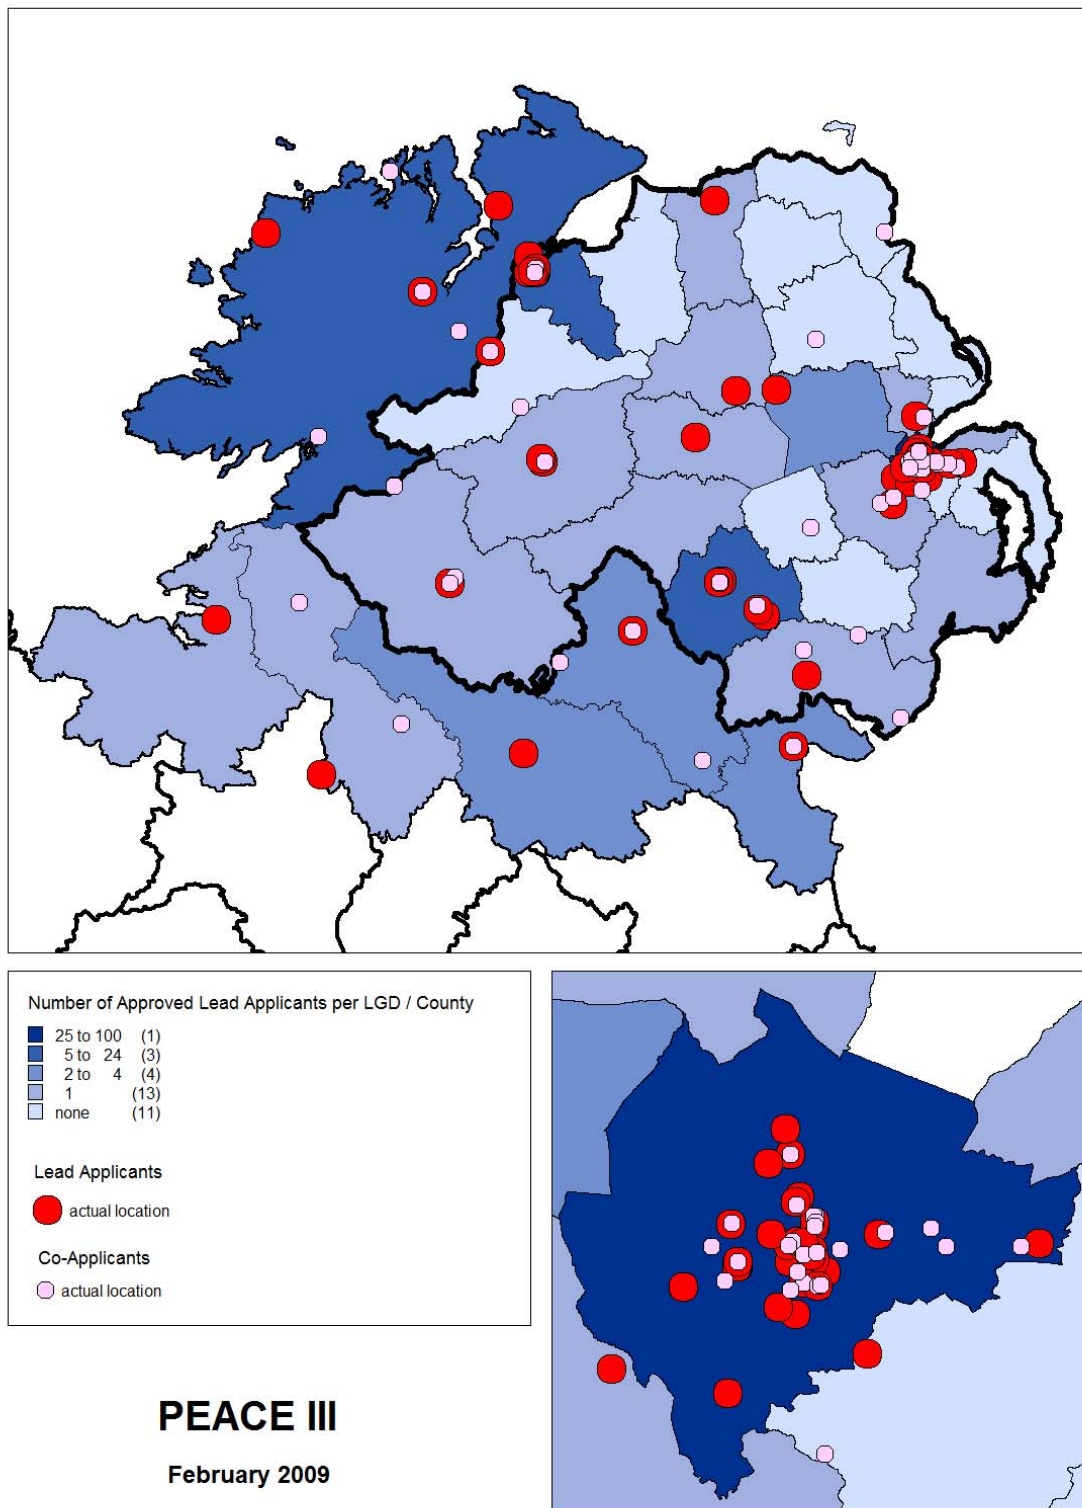 Number of Approved Lead Applicants per LGD / County
25 to 100 (1)
5 to 24 (3)
2 to 4 (4)
1 (13)
none (11)
Lead Applicants
actual location
Co-Applicants
actual location
PEACE III
February 2009